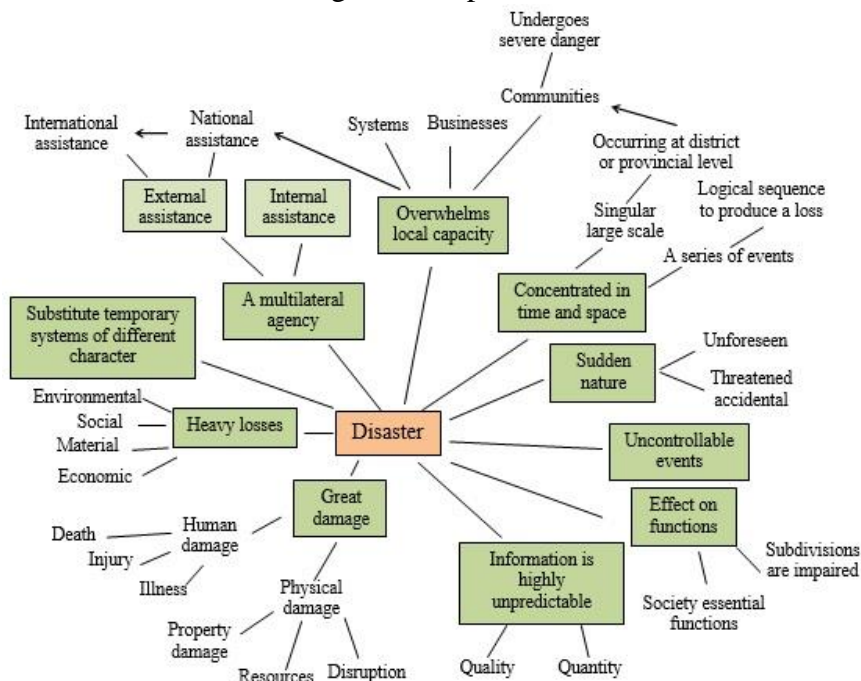 Undergoes
severe danger
Communities
International
assistance
National
assistance
Systems
Businesses
Occurring at district
or provincial level
External
assistance
Internal
assistance
Overwhelms
local capacity
Singular
large scale
Logical sequence
to produce a loss
A series of events
Substitute temporary
systems of different
character
A multilateral
agency
Concentrated in
time and space
Sudden
nature
Unforeseen
Threatened
accidental
Environmental
Social
Material
Economic
Heavy losses
Disaster
Uncontrollable
events
Great
damage
Effect on
functions
Death
Injury
Illness
Human
damage
Information is
highly
unpredictable
Subdivisions
are impaired
Physical
damage
Society essential
functions
Property
damage
Resources
Disruption
Quality
Quantity